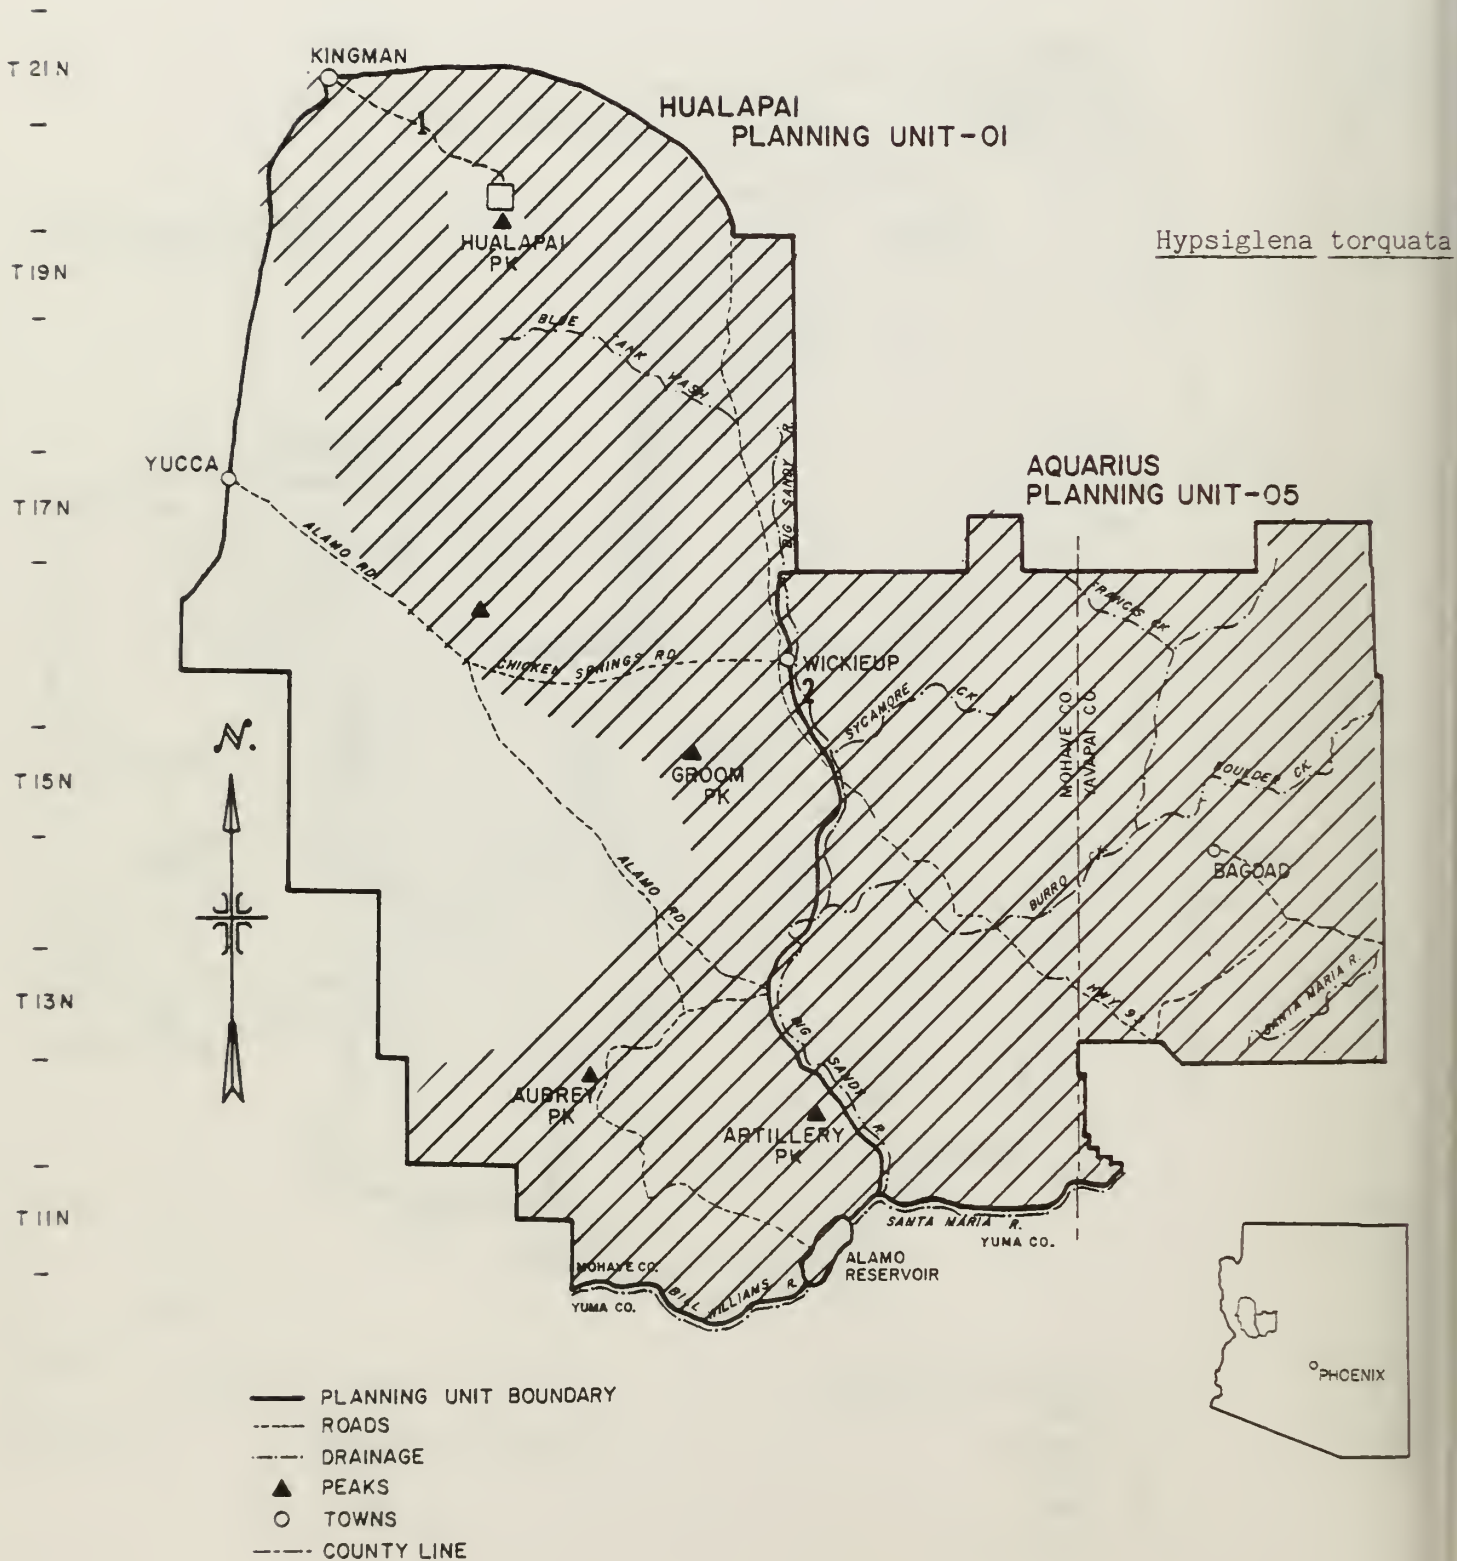 KINGMAN
T 21 N
HUALAPAI
PLANNING UNIT-01
1
HUALAPAI
PK
Hypsiglena torquata
T 19 N
BLUE TANK WASH
BIG SANDY R.
YUCCA
AQUARIUS
PLANNING UNIT-05
T 17 N
ALAMO RD
FRANCIS CK
CHICKEN SPRINGS RD
WICKIEUP
2
SYCAMORE CK
MOHAVE CO
YAVAPAI CO
N.
GROOM
PK
BOULDER CK
T 15 N
ALAMO RD
BURRO CK
BAGDAD
T 13 N
HWY 93
SANTA MARIA R.
BIG SANDY R.
AUBREY
PK
ARTILLERY
PK
T 11 N
SANTA MARIA R.
YUMA CO.
ALAMO
RESERVOIR
MOHAVE CO.
YUMA CO.
BILL WILLIAMS R.
PHOENIX
PLANNING UNIT BOUNDARY
ROADS
DRAINAGE
PEAKS
TOWNS
COUNTY LINE